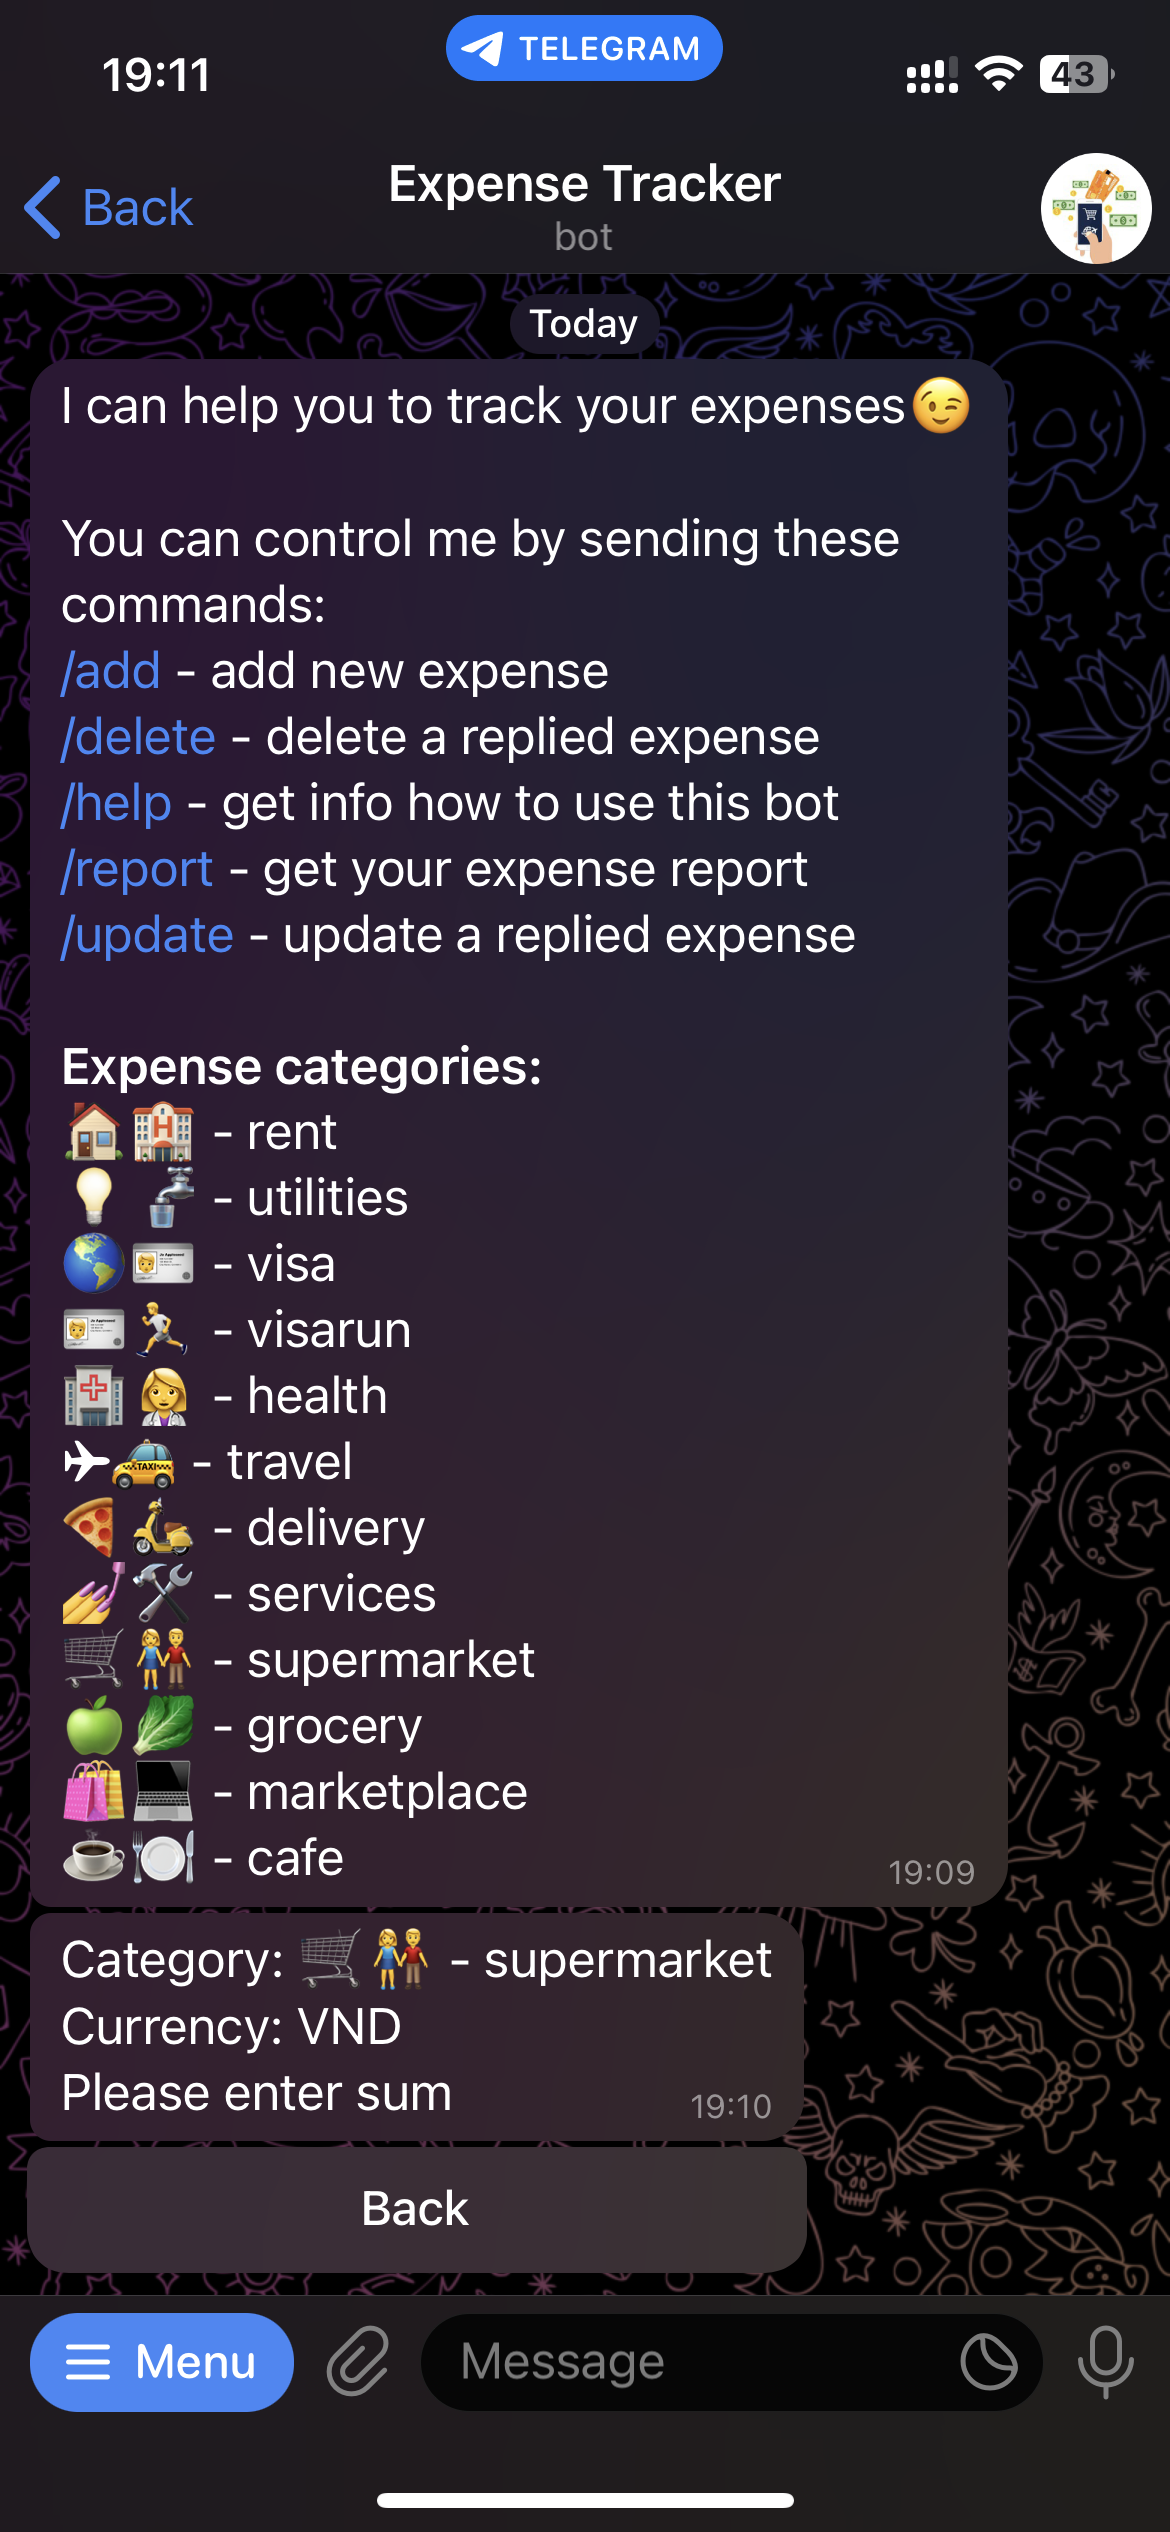 19:11
TELEGRAM
43
Back
Expense Tracker
bot
Today
I can help you to track your expenses😉
You can control me by sending these
commands:
/add - add new expense
/delete - delete a replied expense
/help - get info how to use this bot
/report - get your expense report
/update - update a replied expense
Expense categories:
🏠🏩 - rent
💡🚰 - utilities
🌎🪪 - visa
🪪🏃 - visarun
🏥👩‍⚕️ - health
✈🚕 - travel
🍕🛵 - delivery
💅🛠 - services
🛒👫 - supermarket
🍏🥬 - grocery
🛍💻 - marketplace
☕🍽 - cafe
19:09
Category: 🛒👫 - supermarket
Currency: VND
Please enter sum
19:10
Back
Menu
Message